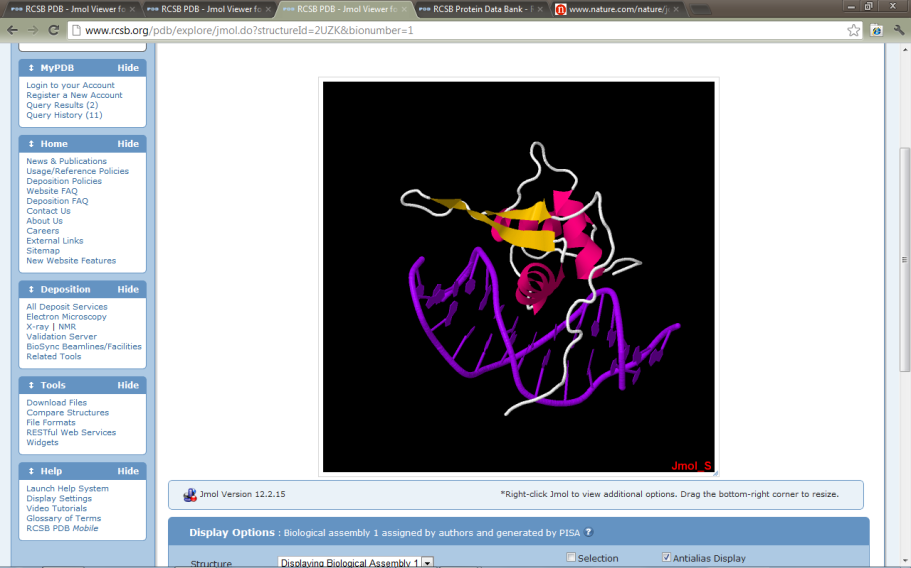 RCSB PDB - Jmol Viewer fo
RCSB PDB - Jmol Viewer fo
RCSB PDB - Jmol Viewer fo
RCSB Protein Data Bank -
www.nature.com/nature/j
www.rcsb.org/pdb/explore/jmol.do?structureId=2UZK&bionumber=1
MyPDB Hide
Login to your Account
Register a New Account
Query Results (2)
Query History (11)
Home Hide
News & Publications
Usage/Reference Policies
Deposition Policies
Website FAQ
Deposition FAQ
Contact Us
About Us
Careers
External Links
Sitemap
New Website Features
Deposition Hide
All Deposit Services
Electron Microscopy
X-ray | NMR
Validation Server
BioSync Beamlines/Facilities
Related Tools
Tools Hide
Download Files
Compare Structures
File Formats
RESTful Web Services
Widgets
Help Hide
Launch Help System
Display Settings
Video Tutorials
Glossary of Terms
RCSB PDB Mobile
Jmol_S
Jmol Version 12.2.15 *Right-click Jmol to view additional options. Drag the bottom-right corner to resize.
Display Options : Biological assembly 1 assigned by authors and generated by PISA ?
Structure Displaying Biological Assembly 1 Selection Antialias Display